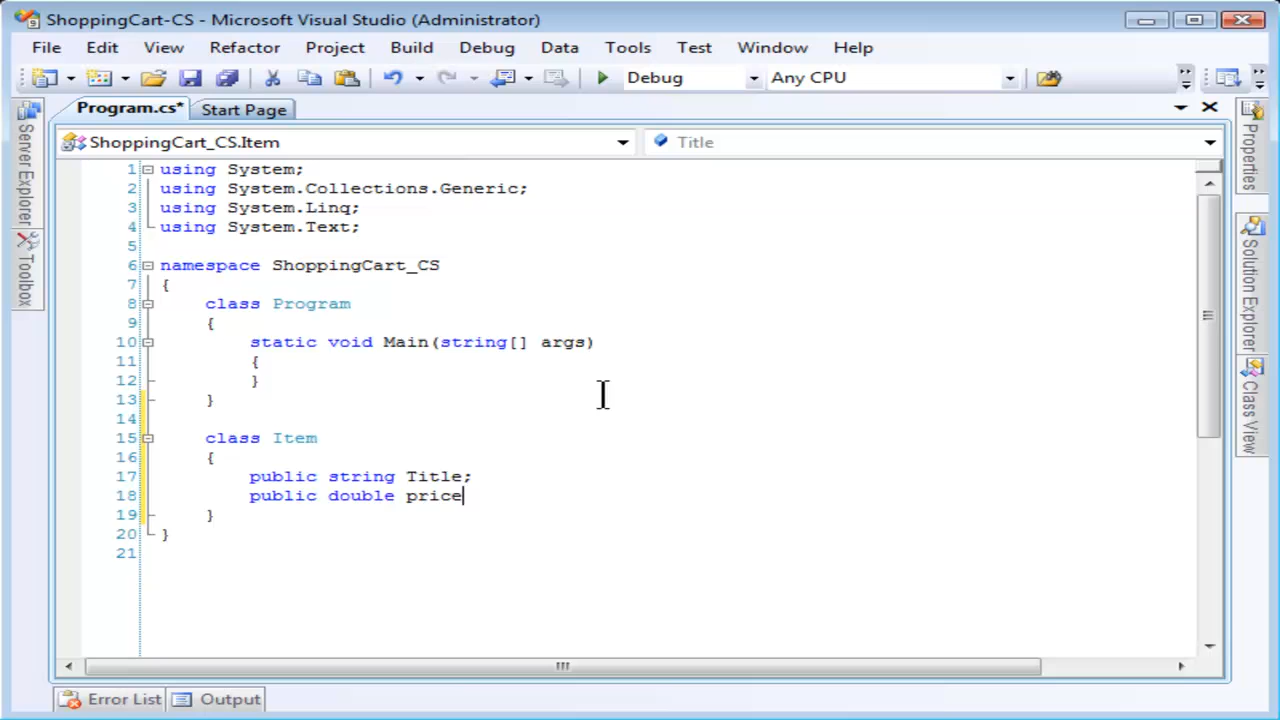 ShoppingCart-CS - Microsoft Visual Studio (Administrator)
File Edit View Refactor Project Build Debug Data Tools Test Window Help
Debug Any CPU
Program.cs* Start Page
ShoppingCart_CS.Item Title
1 using System;
2 using System.Collections.Generic;
3 using System.Linq;
4 using System.Text;
5
6 namespace ShoppingCart_CS
7 {
8 class Program
9 {
10 static void Main(string[] args)
11 {
12 }
13 }
14
15 class Item
16 {
17 public string Title;
18 public double price
19 }
20 }
21
Server Explorer
Toolbox
Properties
Solution Explorer
Class View
Error List Output